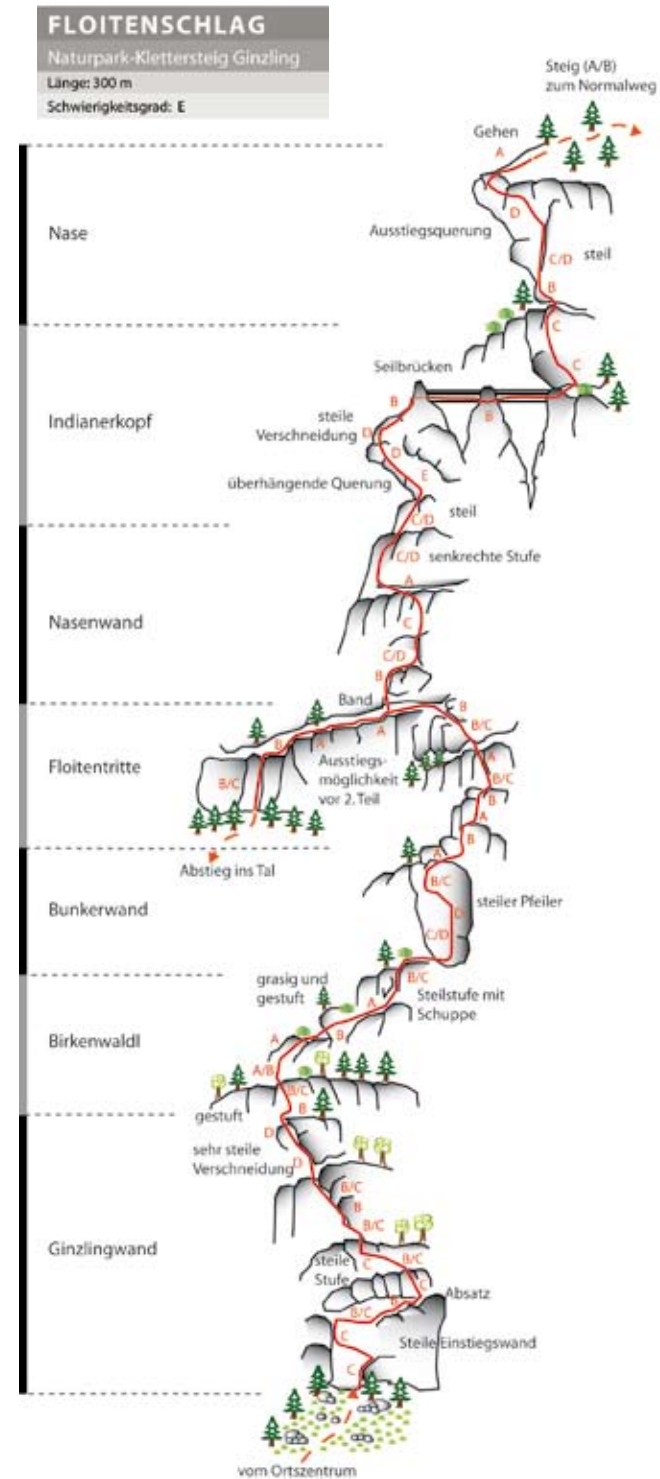 FLOITENSCHLAG
Naturpark-Klettersteig Ginzling
Länge: 300 m
Schwierigkeitsgrad: E
Steig (A/B)
zum Normalweg
Gehen
A
D
Nase
Ausstiegsquerung
C/D
steil
B
C
Seilbrücken
C
B
B
Indianerkopf
steile
Verschneidung
D
D
E
überhängende Querung
C/D
steil
C/D
senkrechte Stufe
A
Nasenwand
C
C/D
B
Band
B
A
B/C
B
A
Floitentritte
B/C
Ausstiegs-
möglichkeit
vor 2. Teil
A
B/C
B
A
B
Abstieg ins Tal
A
B/C
Bunkerwand
steiler Pfeiler
D
C/D
grasig und
gestuft
B/C
Steilstufe mit
Schuppe
A
B
Birkenwaldl
A
A/B
B/C
B
gestuft
D
sehr steile
Verschneidung
D
B/C
B
B/C
Ginzlingwand
steile
Stufe
C
B/C
C
Absatz
B
B/C
C
Steile Einstiegswand
C
vom Ortszentrum